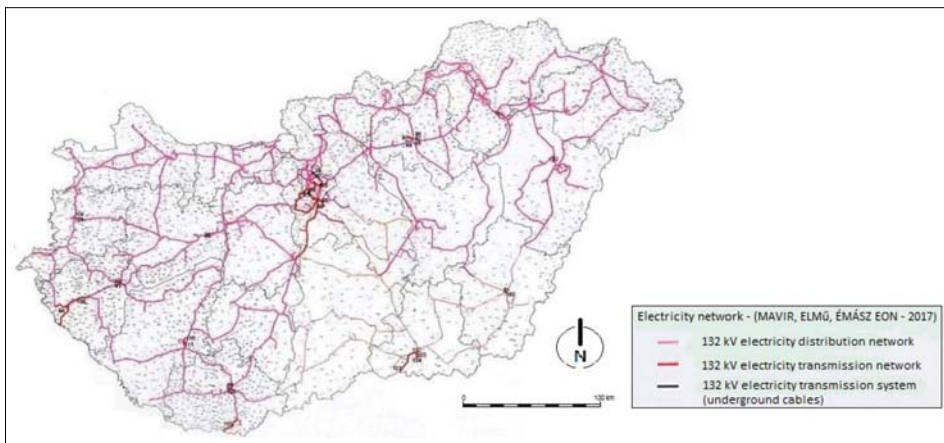 Electricity network - (MAVIR, ELMű, ÉMÁSZ EON - 2017)
132 kV electricity distribution network
132 kV electricity transmission network
132 kV electricity transmission system
(underground cables)
N
0
100 km